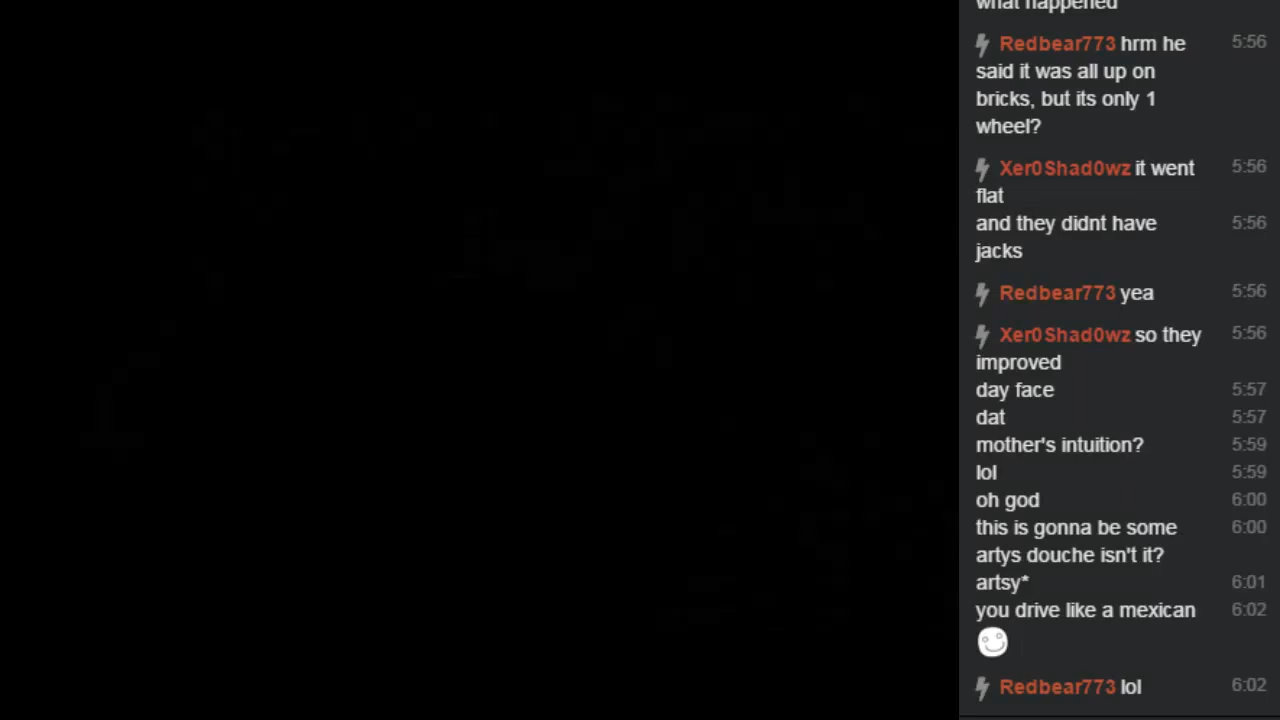 what happened
Redbear773 hrm he 5:56
said it was all up on
bricks, but its only 1
wheel?
Xer0Shad0wz it went 5:56
flat
and they didnt have 5:56
jacks
Redbear773 yea 5:56
Xer0Shad0wz so they 5:56
improved
day face 5:57
dat 5:57
mother's intuition? 5:59
lol 5:59
oh god 6:00
this is gonna be some 6:00
artys douche isn't it?
artsy* 6:01
you drive like a mexican 6:02
Redbear773 lol 6:02